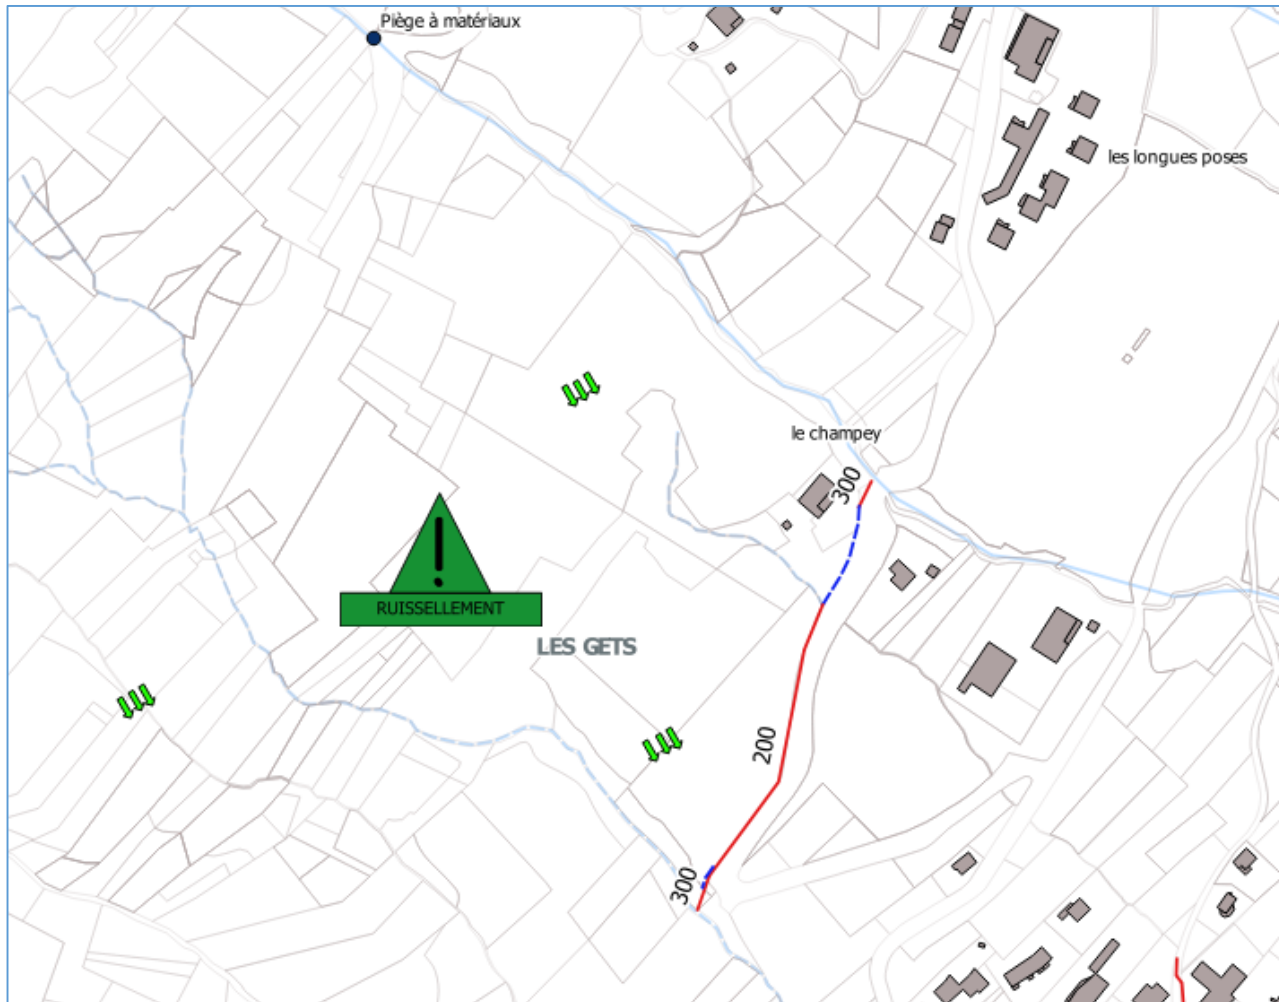 Piège à matériaux
les longues poses
le champey
300
RUISSELLEMENT
LES GETS
200
300